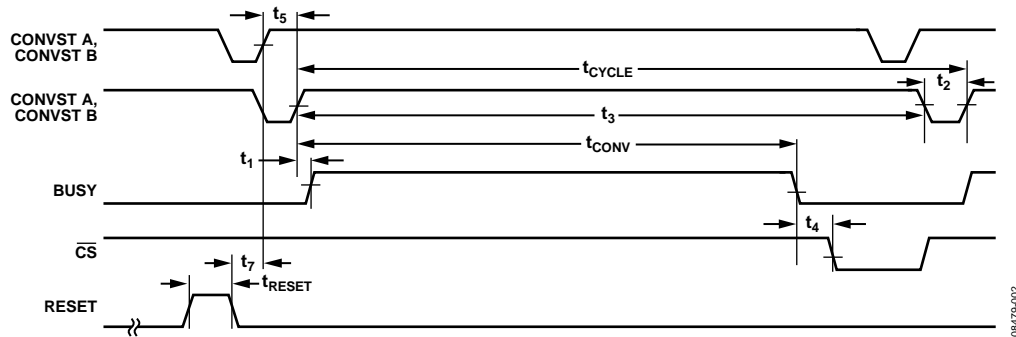 t5
CONVST A,
CONVST B
tCYCLE
t2
CONVST A,
CONVST B
t3
tCONV
t1
BUSY
t4
CS
t7
tRESET
RESET
08479-002